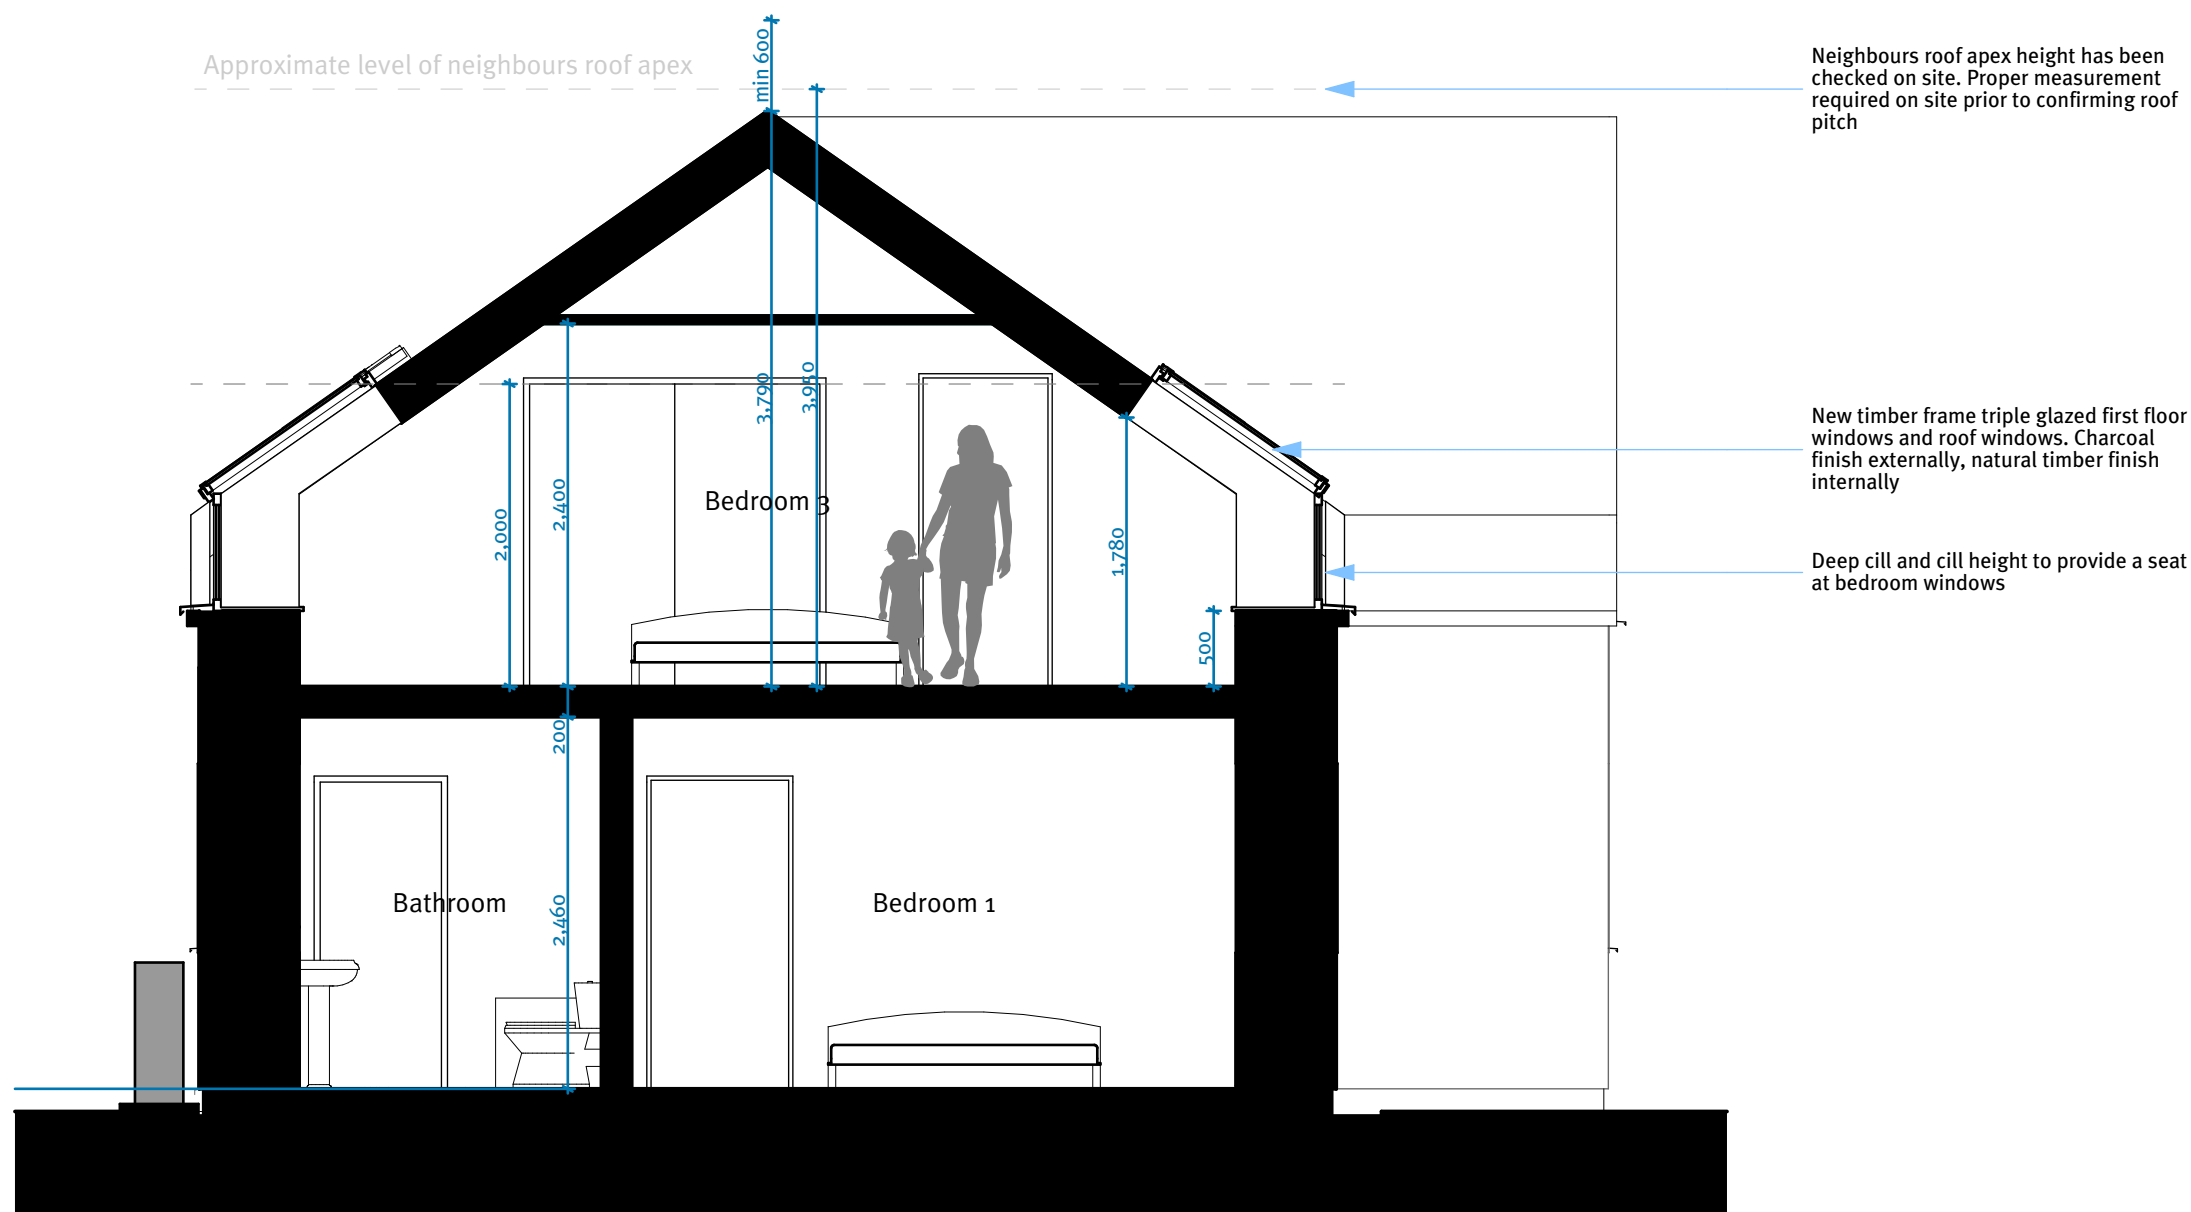 Approximate level of neighbours roof apex
min 600
Neighbours roof apex height has been
checked on site. Proper measurement
required on site prior to confirming roof
pitch
3,790
3,950
New timber frame triple glazed first floor
windows and roof windows. Charcoal
finish externally, natural timber finish
internally
Bedroom 3
2,000
2,400
1,780
Deep cill and cill height to provide a seat
at bedroom windows
500
200
Bathroom
2,460
Bedroom 1